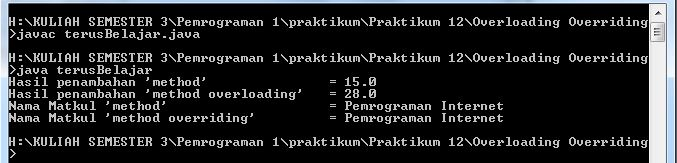 H:\KULIAH SEMESTER 3\Pemrograman 1\praktikum\Praktikum 12\Overloading Overriding
>javac terusBelajar.java
H:\KULIAH SEMESTER 3\Pemrograman 1\praktikum\Praktikum 12\Overloading Overriding
>java terusBelajar
Hasil penambahan 'method' = 15.0
Hasil penambahan 'method overloading' = 28.0
Nama Matkul 'method' = Pemrograman Internet
Nama Matkul 'method overriding' = Pemrograman Internet
H:\KULIAH SEMESTER 3\Pemrograman 1\praktikum\Praktikum 12\Overloading Overriding
>